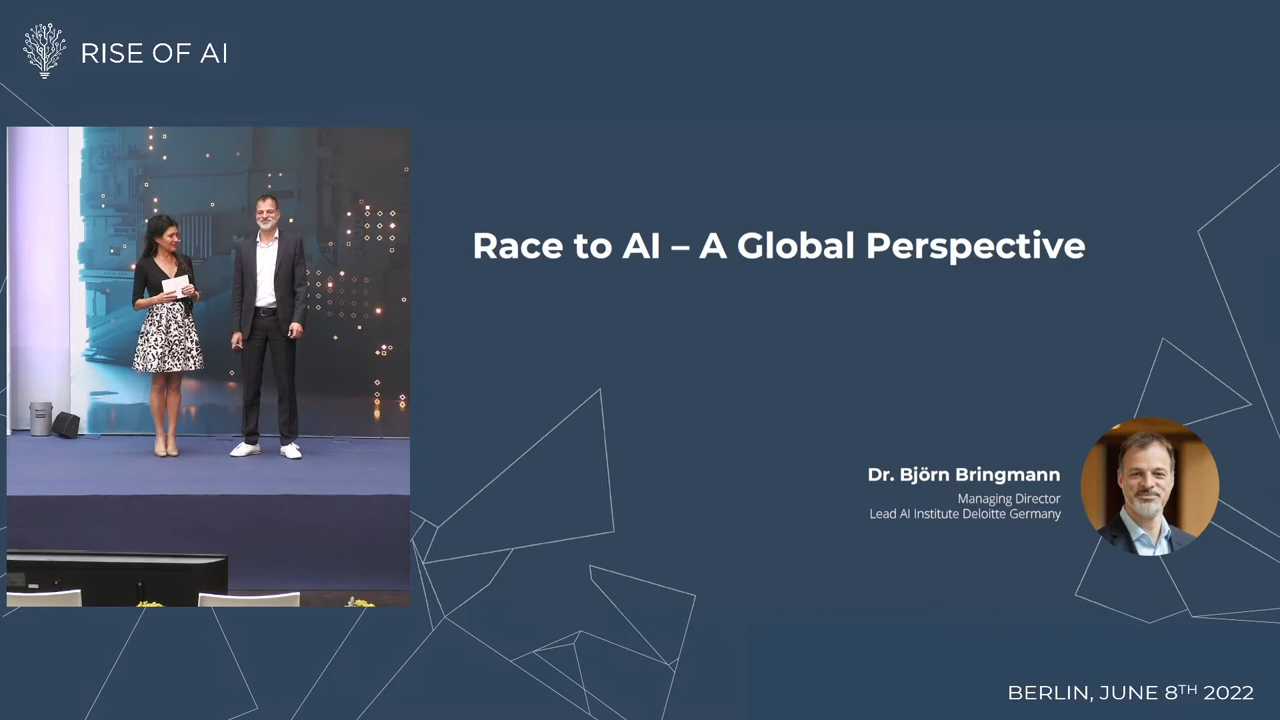 RISE OF AI
Race to AI – A Global Perspective
Dr. Björn Bringmann
Managing Director
Lead AI Institute Deloitte Germany
BERLIN, JUNE 8TH 2022